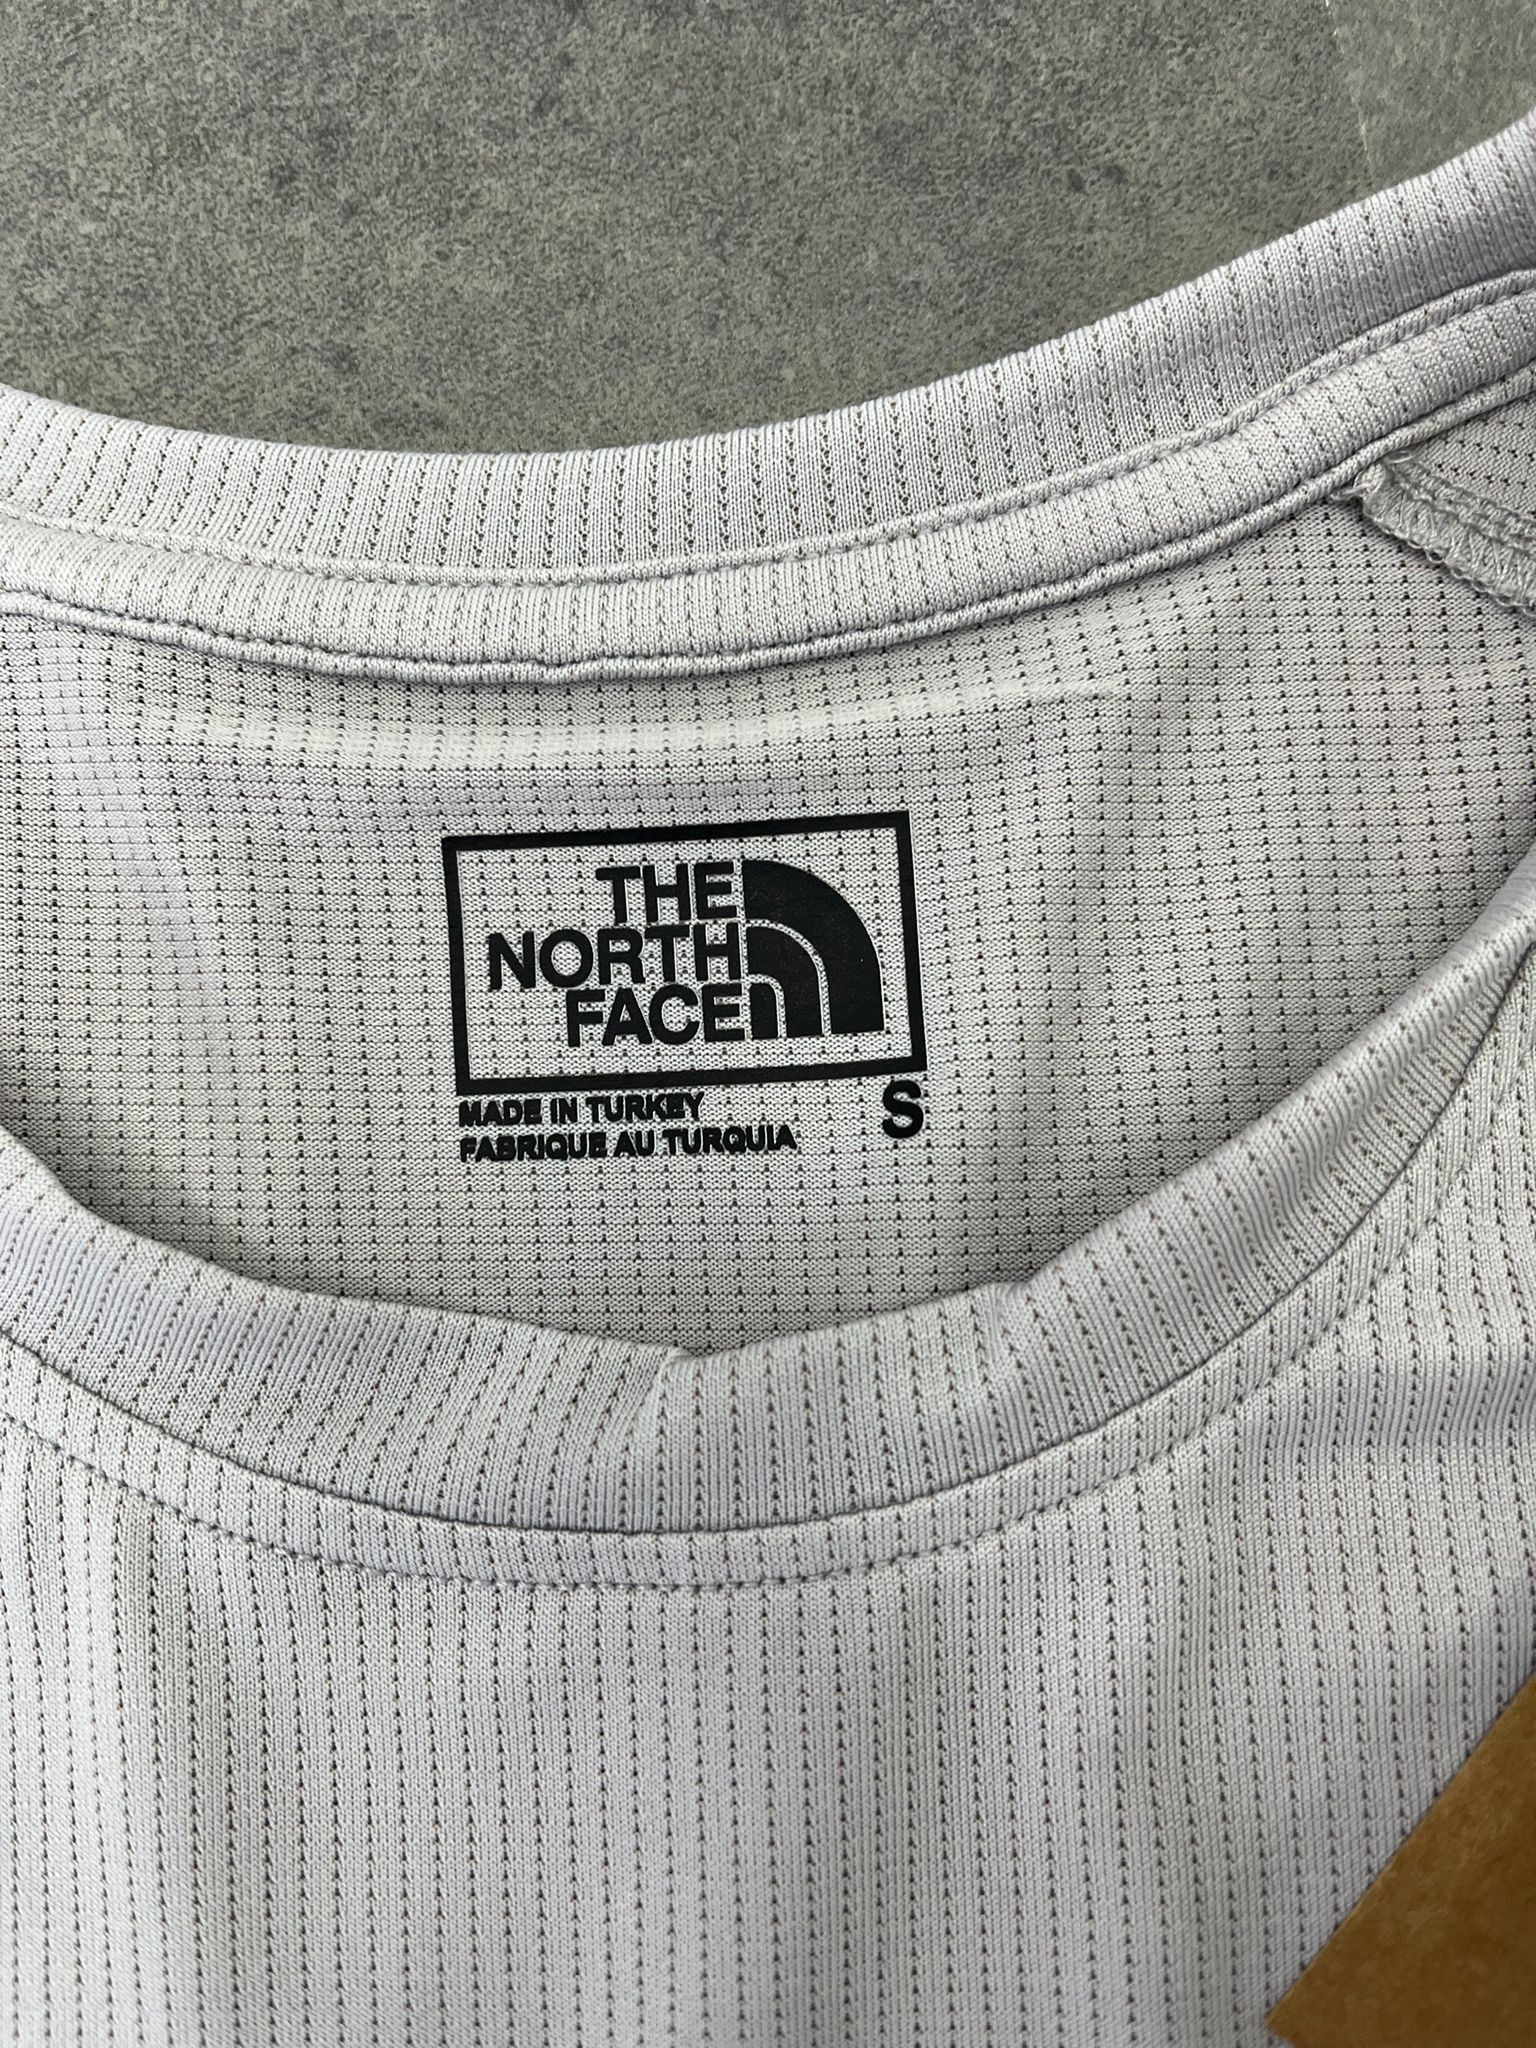 THE
NORTH
FACE
MADE IN TURKEY
FABRIQUE AU TURQUIA
S